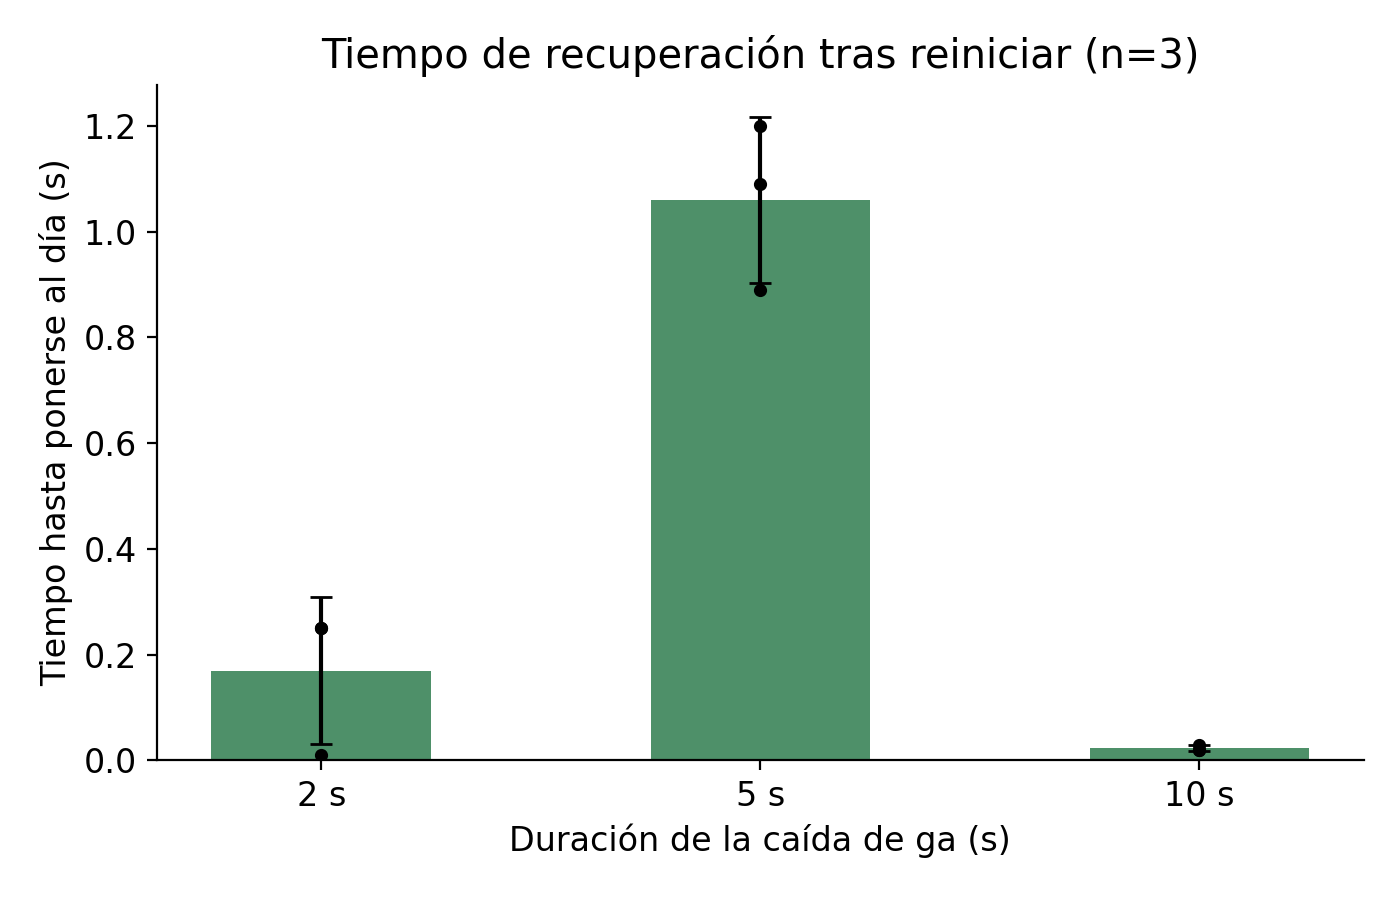 Tiempo de recuperación tras reiniciar (n=3)
Tiempo hasta ponerse al día (s)
1.2
1.0
0.8
0.6
0.4
0.2
0.0
2 s
5 s
10 s
Duración de la caída de ga (s)